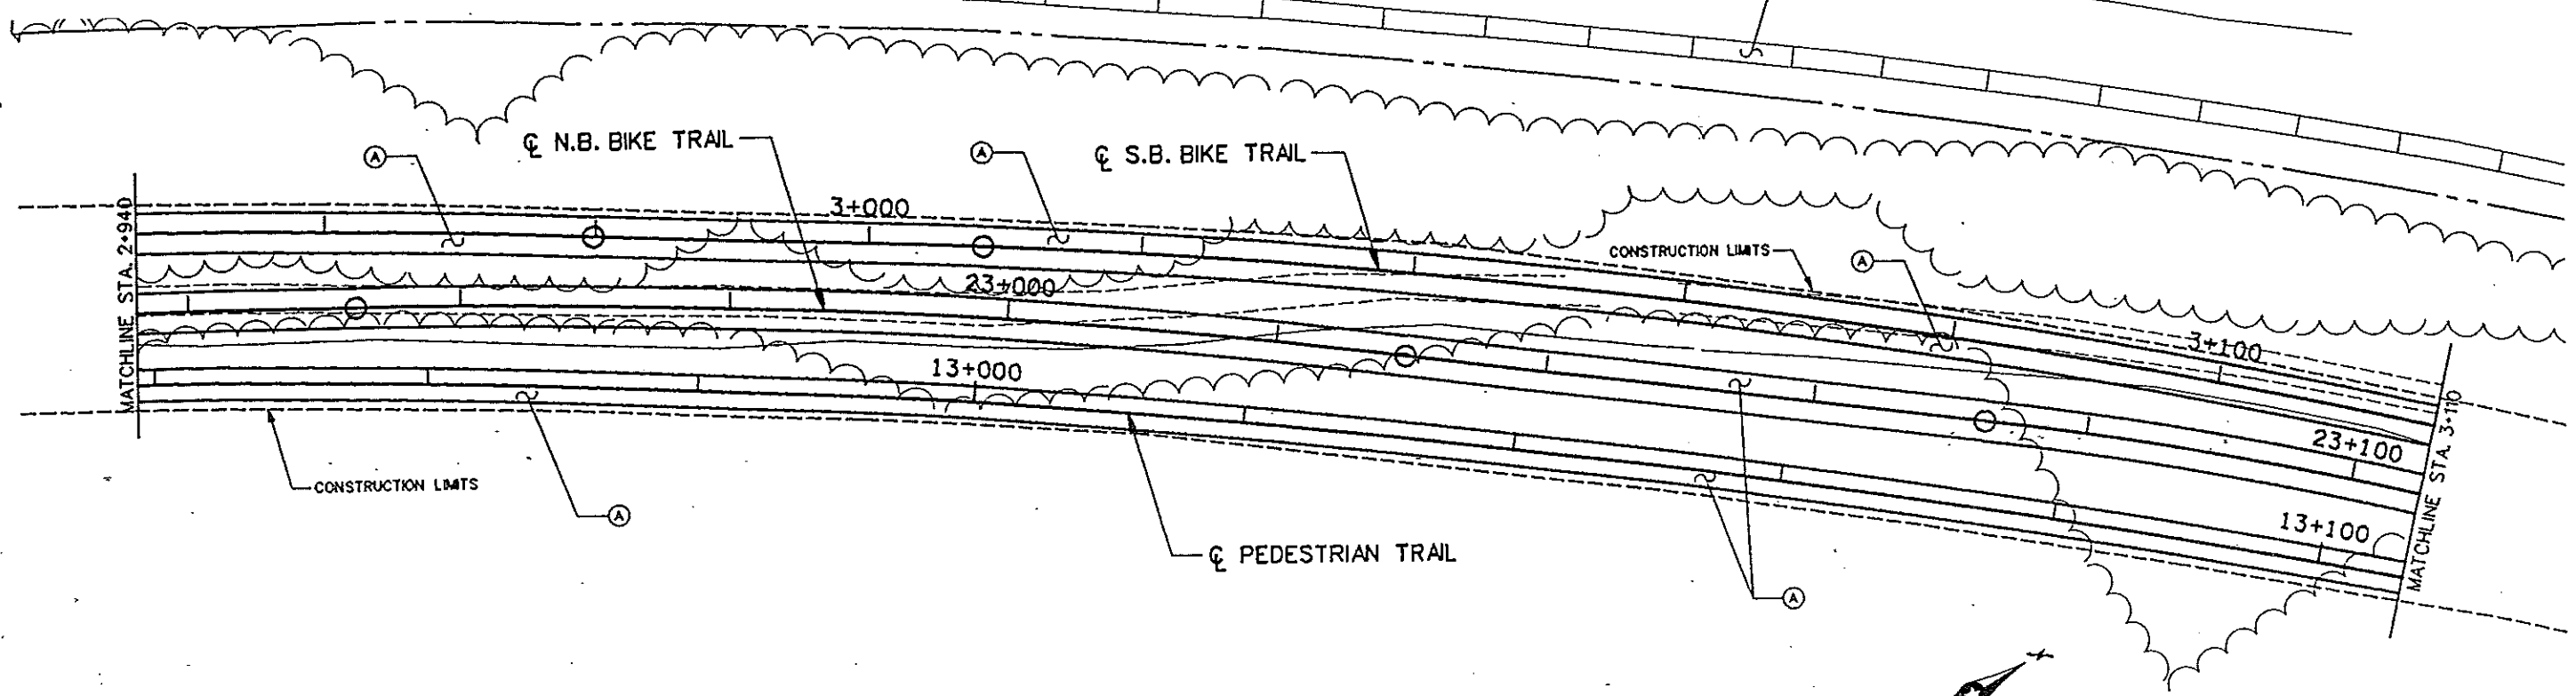 ℄ N.B. BIKE TRAIL
℄ S.B. BIKE TRAIL
A
A
3+000
CONSTRUCTION LIMITS
A
MATCHLINE STA. 2+940
23+000
3+100
13+000
MATCHLINE STA. 3+110
23+100
CONSTRUCTION LIMITS
A
13+100
℄ PEDESTRIAN TRAIL
A